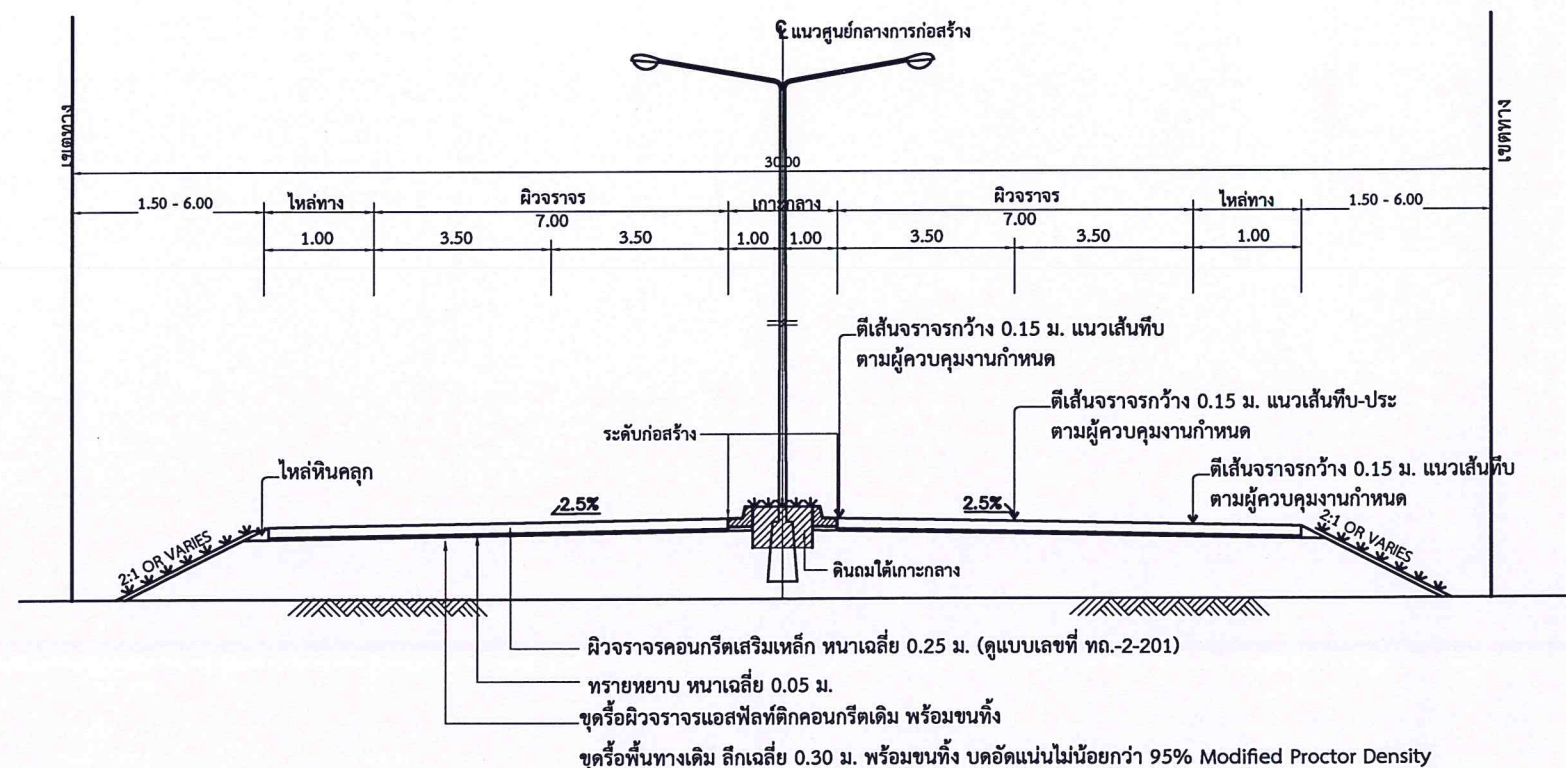 ℄ แนวศูนย์กลางการก่อสร้าง
เขตทาง
เขตทาง
30.00
1.50 - 6.00
ไหล่ทาง
ผิวจราจร
เกาะกลาง
ผิวจราจร
ไหล่ทาง
1.50 - 6.00
7.00
7.00
1.00
3.50
3.50
1.00
1.00
3.50
3.50
1.00
ตีเส้นจราจรกว้าง 0.15 ม. แนวเส้นทึบ
ตามผู้ควบคุมงานกำหนด
ตีเส้นจราจรกว้าง 0.15 ม. แนวเส้นทึบ-ประ
ตามผู้ควบคุมงานกำหนด
ระดับก่อสร้าง
ไหล่หินคลุก
ตีเส้นจราจรกว้าง 0.15 ม. แนวเส้นทึบ
ตามผู้ควบคุมงานกำหนด
2.5%
2.5%
2:1 OR VARIES
2:1 OR VARIES
ดินถมใต้เกาะกลาง
ผิวจราจรคอนกรีตเสริมเหล็ก หนาเฉลี่ย 0.25 ม. (ดูแบบเลขที่ ทถ.-2-201)
ทรายหยาบ หนาเฉลี่ย 0.05 ม.
ขุดรื้อผิวจราจรแอสฟัลท์ติกคอนกรีตเดิม พร้อมขนทิ้ง
ขุดรื้อพื้นทางเดิม ลึกเฉลี่ย 0.30 ม. พร้อมขนทิ้ง บดอัดแน่นไม่น้อยกว่า 95% Modified Proctor Density